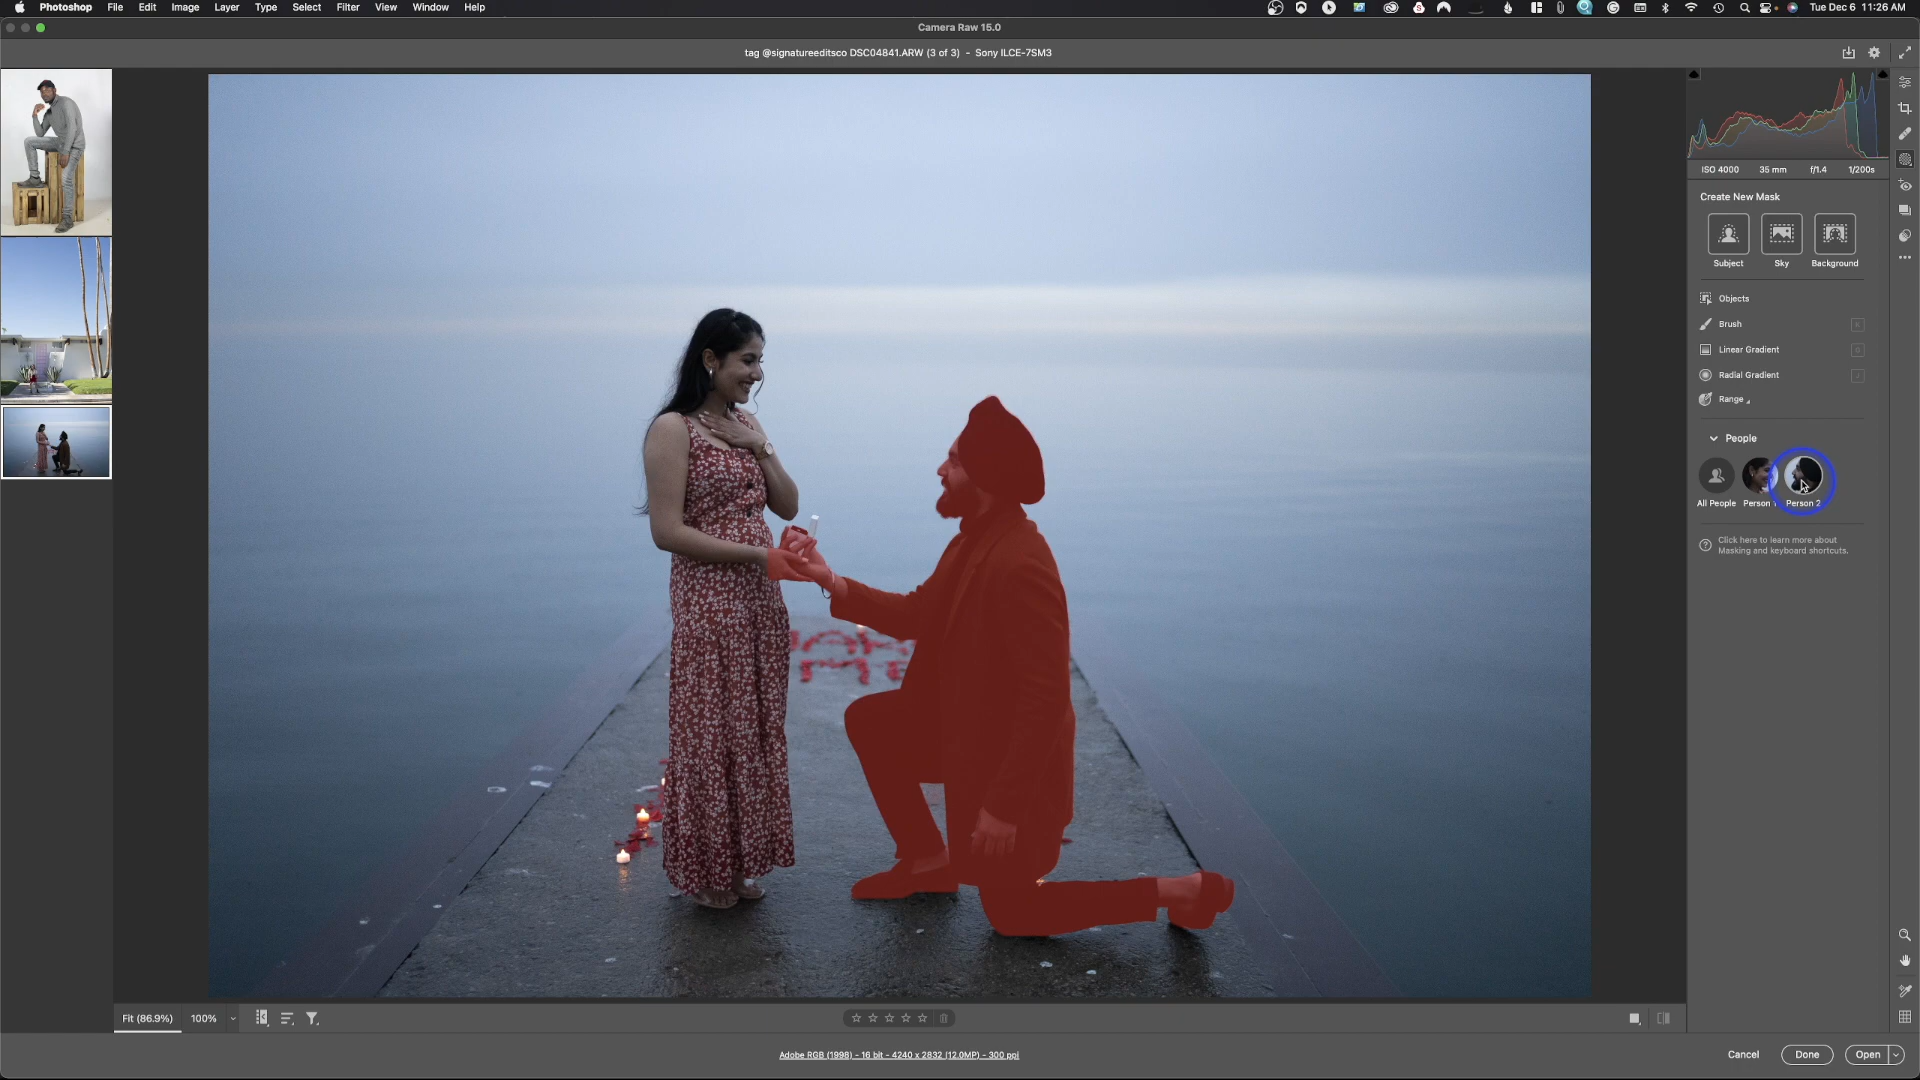 Photoshop File Edit Image Layer Type Select Filter View Window Help Tue Dec 6 11:26 AM
Camera Raw 15.0
tag @signatureeditsco DSC04841.ARW (3 of 3) - Sony ILCE-7SM3
ISO 4000 35 mm f/1.4 1/200s
Create New Mask
Subject Sky Background
Objects
Brush K
Linear Gradient G
Radial Gradient J
Range
People
All People Person 1 Person 2
Click here to learn more about
Masking and keyboard shortcuts.
Fit (86.9%) 100%
Adobe RGB (1998) - 16 bit - 4240 x 2832 (12.0MP) - 300 ppi
Cancel Done Open